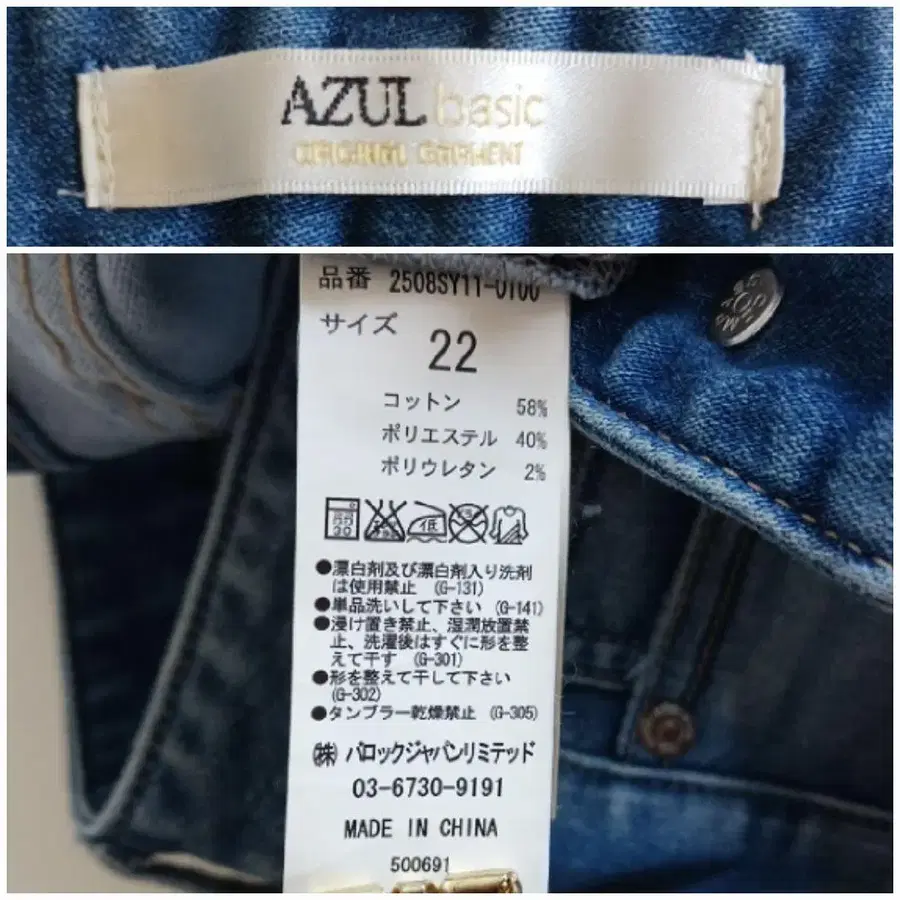 AZUL basic
ORIGINAL GARMENT
品番 2508SY11-0100
サイズ
22
コットン 58%
ポリエステル 40%
ポリウレタン 2%
30
低
●漂白剤及び漂白剤入り洗剤
は使用禁止 (G-131)
●単品洗いして下さい (G-141)
●浸け置き禁止、湿潤放置禁
止、洗濯後はすぐに形を整
えて干す (G-301)
●形を整えて干して下さい
(G-302)
●タンブラー乾燥禁止 (G-305)
㈱ バロックジャパンリミテッド
03-6730-9191
MADE IN CHINA
500691